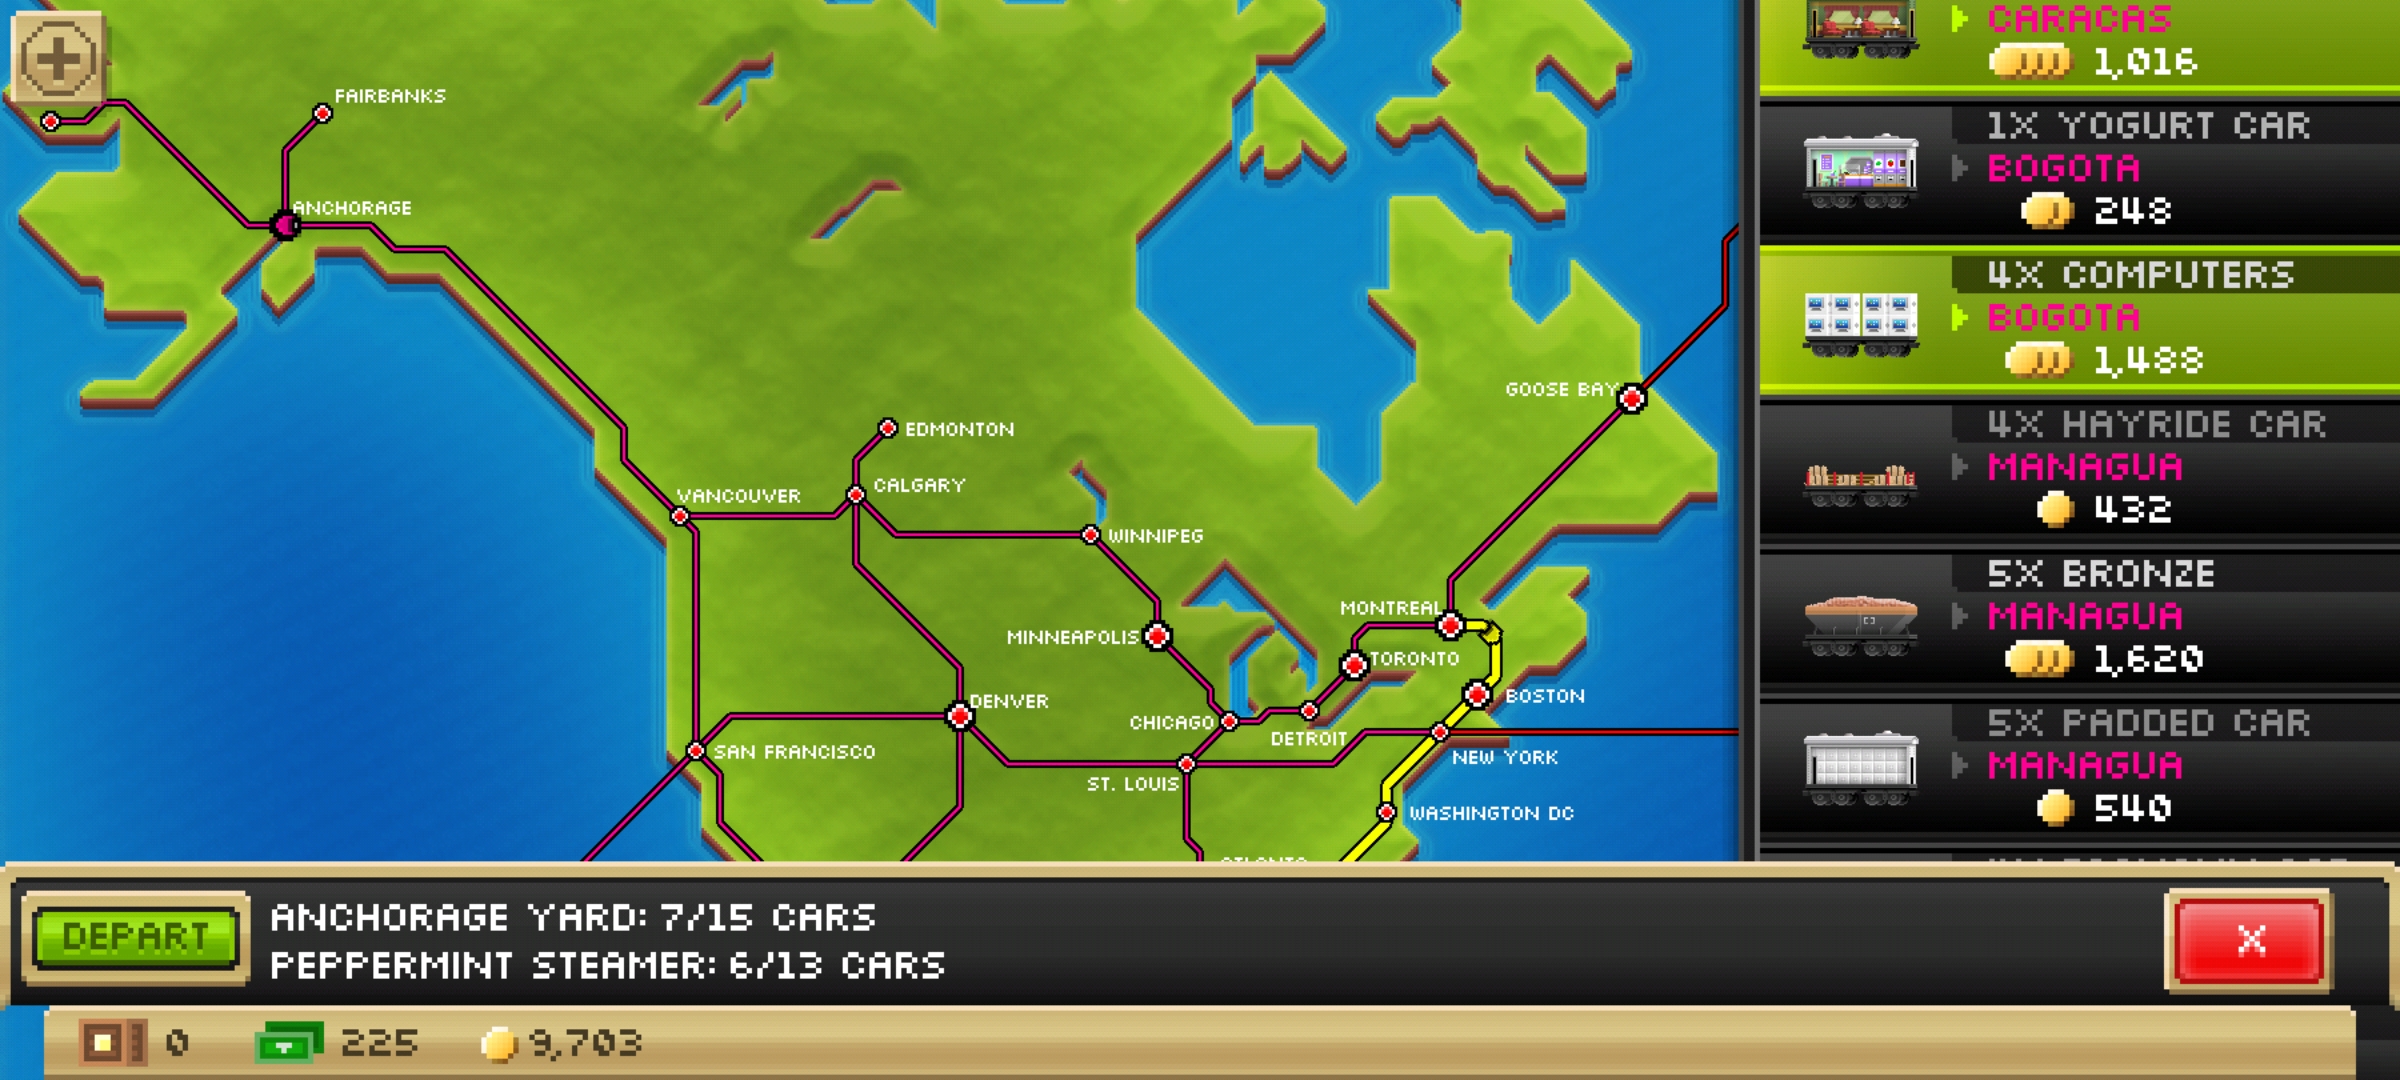 FAIRBANKS
ANCHORAGE
EDMONTON
GOOSE BAY
CALGARY
VANCOUVER
WINNIPEG
MINNEAPOLIS
MONTREAL
TORONTO
DENVER
BOSTON
CHICAGO
DETROIT
SAN FRANCISCO
NEW YORK
ST. LOUIS
WASHINGTON DC
CARACAS
1,016
1X YOGURT CAR
BOGOTA
248
4X COMPUTERS
BOGOTA
1,488
4X HAYRIDE CAR
MANAGUA
432
5X BRONZE
MANAGUA
1,620
5X PADDED CAR
MANAGUA
540
DEPART
ANCHORAGE YARD: 7/15 CARS
PEPPERMINT STEAMER: 6/13 CARS
X
0
225
9,703